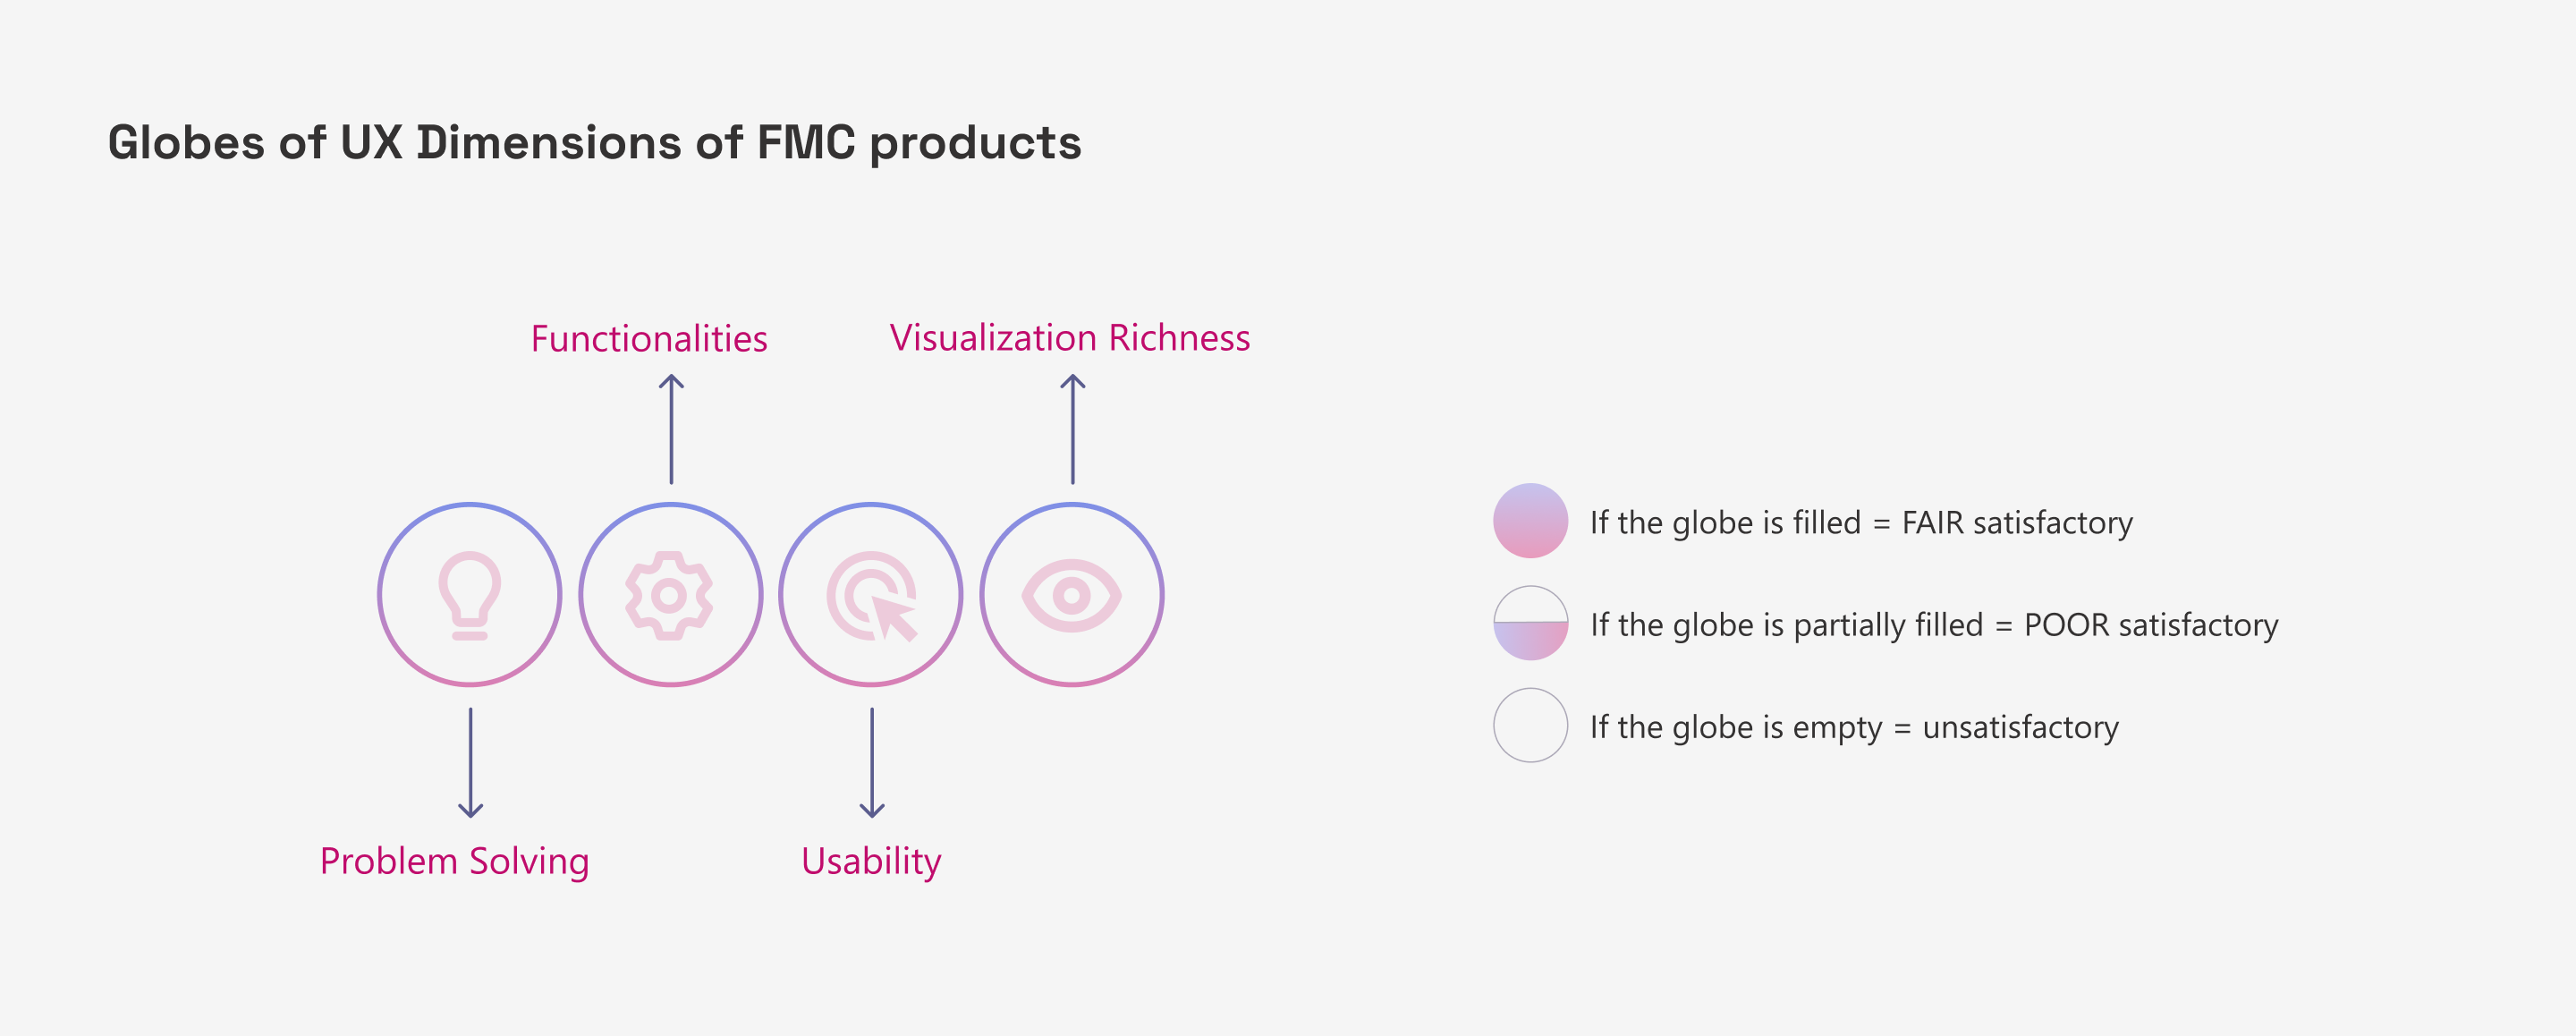 Globes of UX Dimensions of FMC products
Functionalities
Visualization Richness
Problem Solving
Usability
If the globe is filled = FAIR satisfactory
If the globe is partially filled = POOR satisfactory
If the globe is empty = unsatisfactory